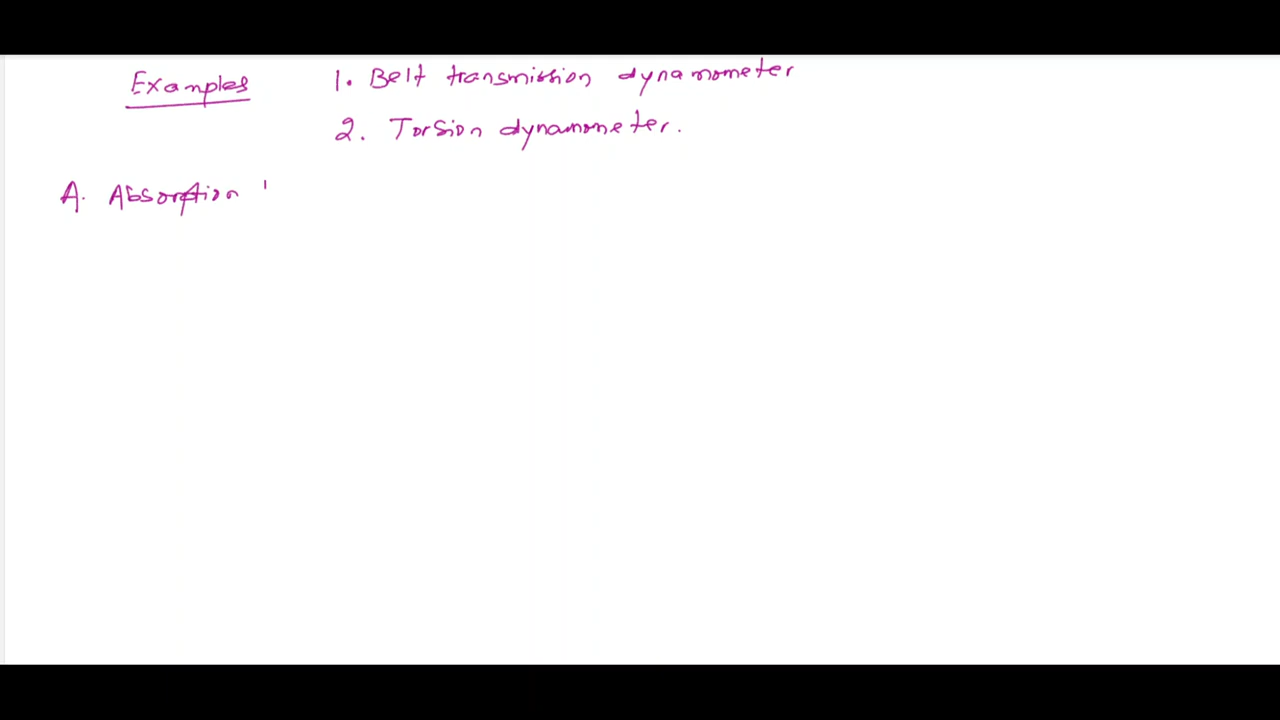 Examples 1. Belt transmission dynamometer
2. Torsion dynamometer.
A. Absorption